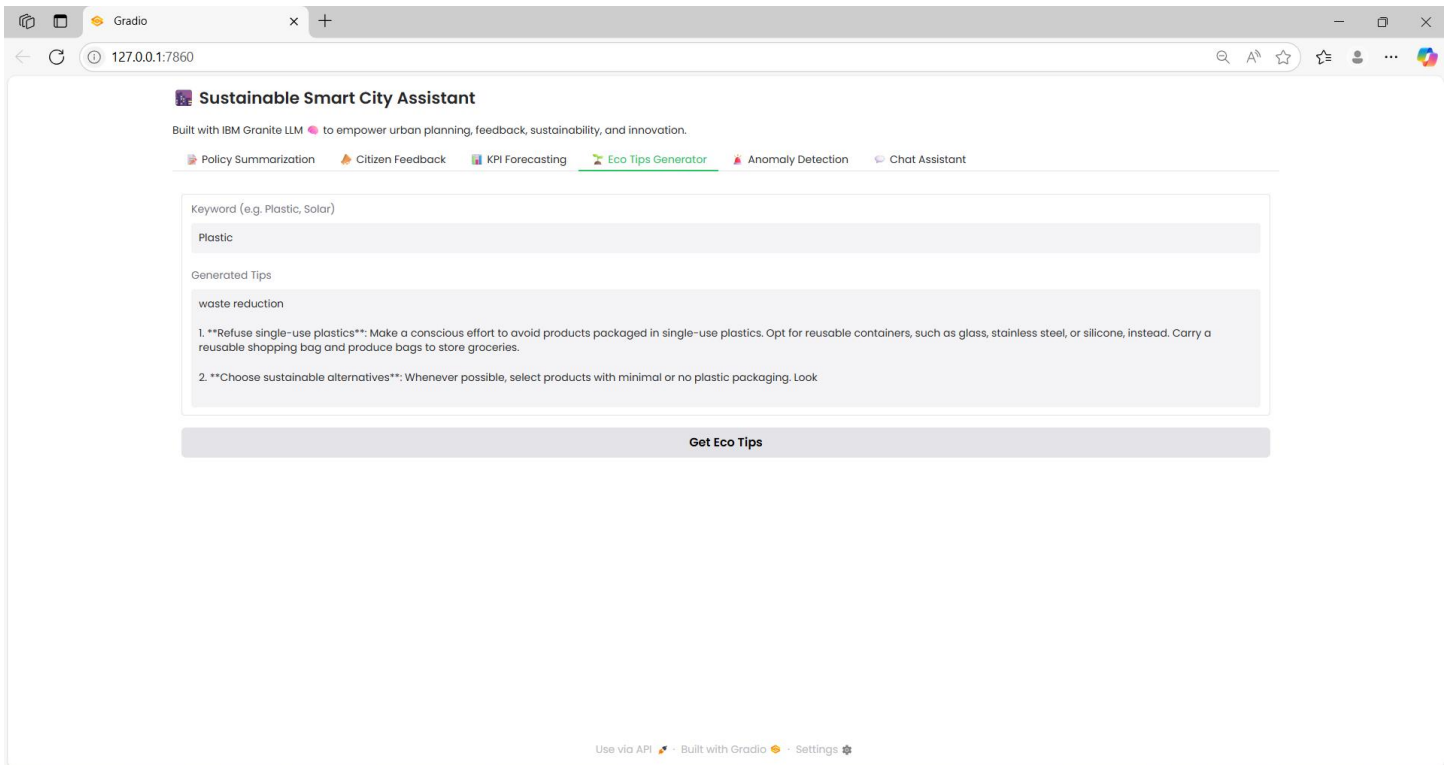 Gradio
127.0.0.1:7860
Sustainable Smart City Assistant
Built with IBM Granite LLM 🧠 to empower urban planning, feedback, sustainability, and innovation.
Policy Summarization Citizen Feedback KPI Forecasting Eco Tips Generator Anomaly Detection Chat Assistant
Keyword (e.g. Plastic, Solar)
Plastic
Generated Tips
waste reduction
1. **Refuse single-use plastics**: Make a conscious effort to avoid products packaged in single-use plastics. Opt for reusable containers, such as glass, stainless steel, or silicone, instead. Carry a
reusable shopping bag and produce bags to store groceries.
2. **Choose sustainable alternatives**: Whenever possible, select products with minimal or no plastic packaging. Look
Get Eco Tips
Use via API · Built with Gradio · Settings